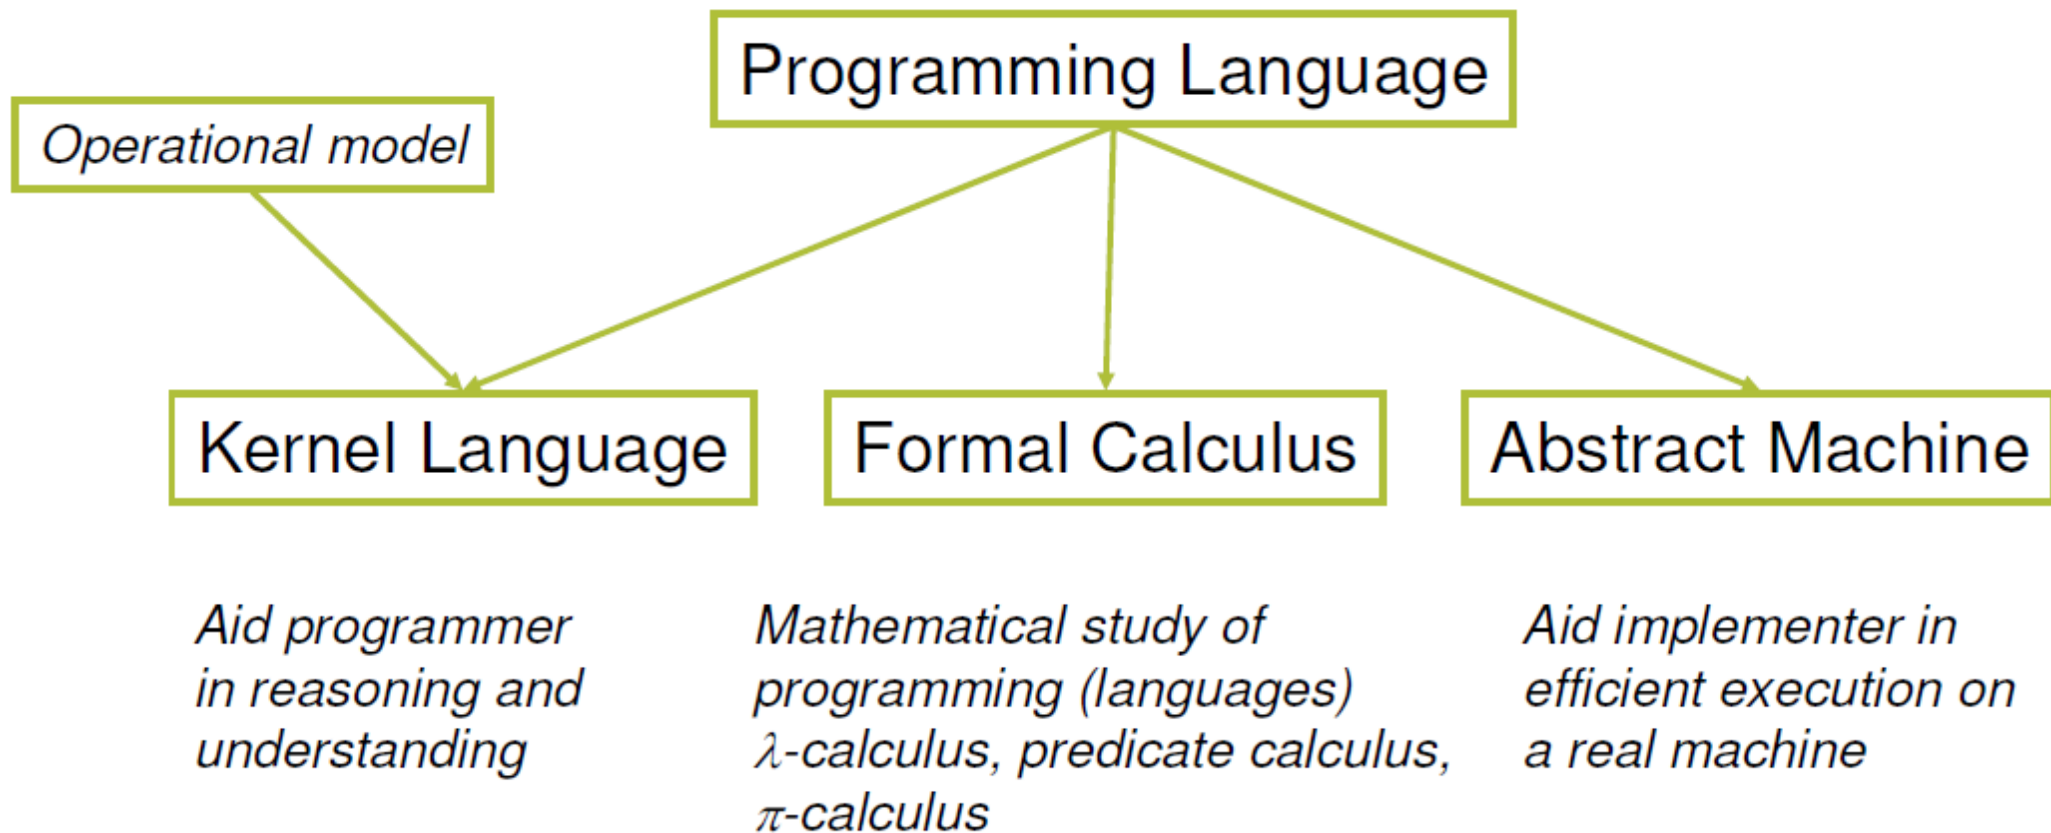 Programming Language
Operational model
Kernel Language
Formal Calculus
Abstract Machine
Aid programmer
in reasoning and
understanding
Mathematical study of
programming (languages)
λ-calculus, predicate calculus,
π-calculus
Aid implementer in
efficient execution on
a real machine